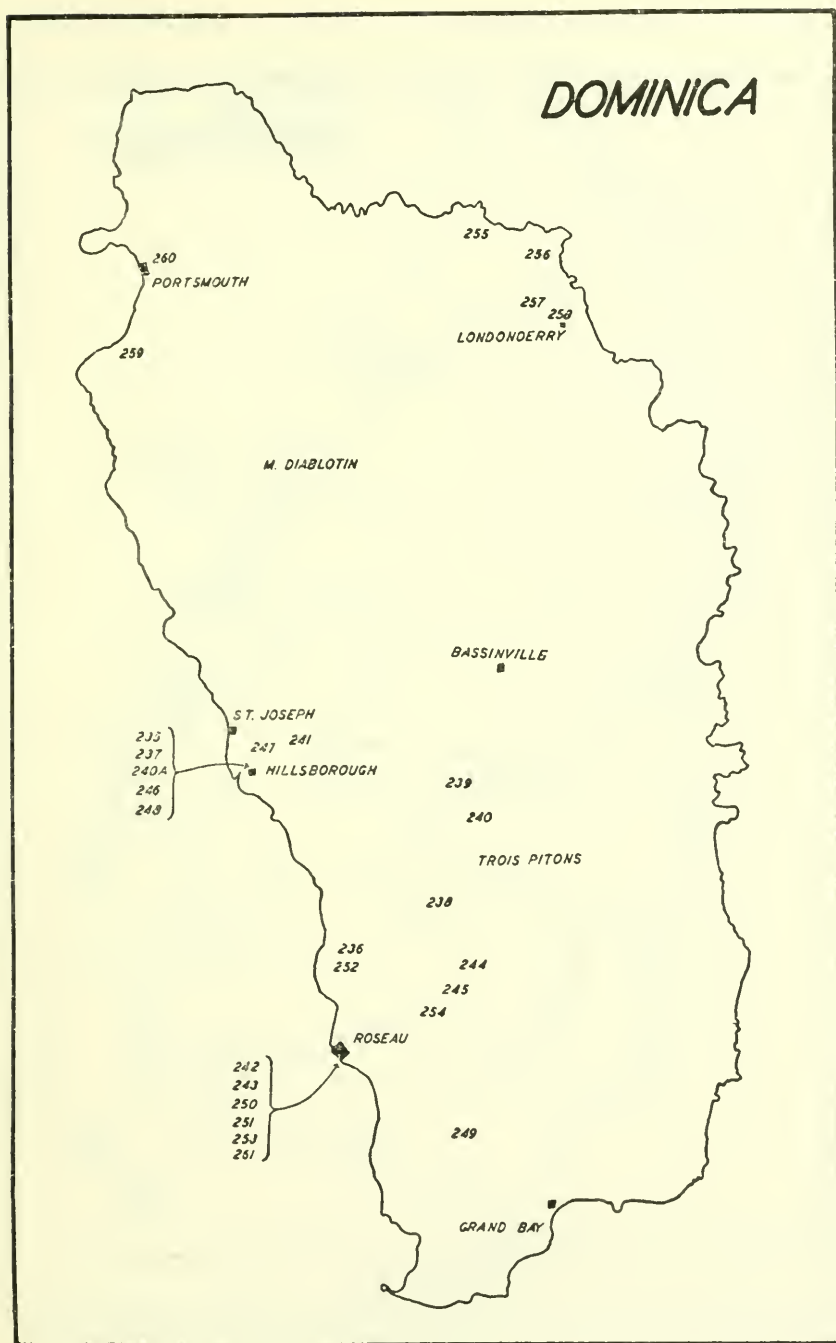 DOMINICA
255
256
260
PORTSMOUTH
257
258
LONDONDERRY
259
M. DIABLOTIN
BASSINVILLE
ST. JOSEPH
235
237
240A
246
248
247
241
HILLSBOROUGH
239
240
TROIS PITONS
238
236
252
244
245
254
ROSEAU
242
243
250
251
253
261
249
GRAND BAY